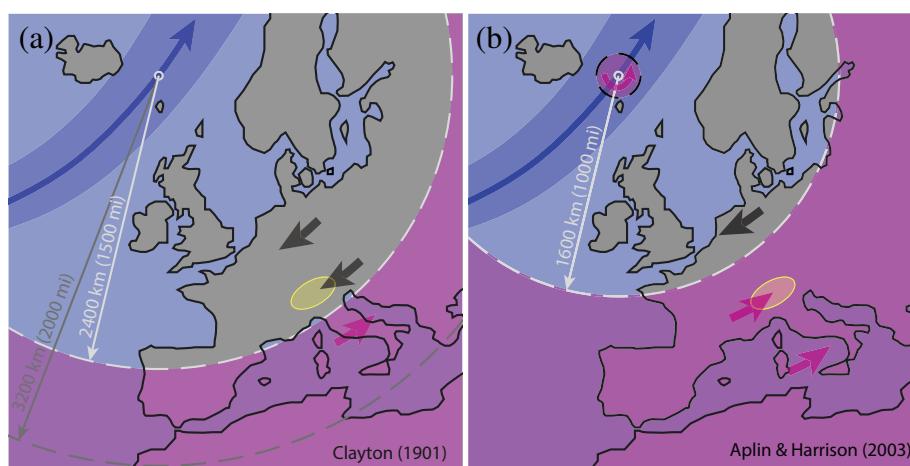 (a)
3200 km (2000 mi)
2400 km (1500 mi)
Clayton (1901)
(b)
1600 km (1000 mi)
Aplin & Harrison (2003)